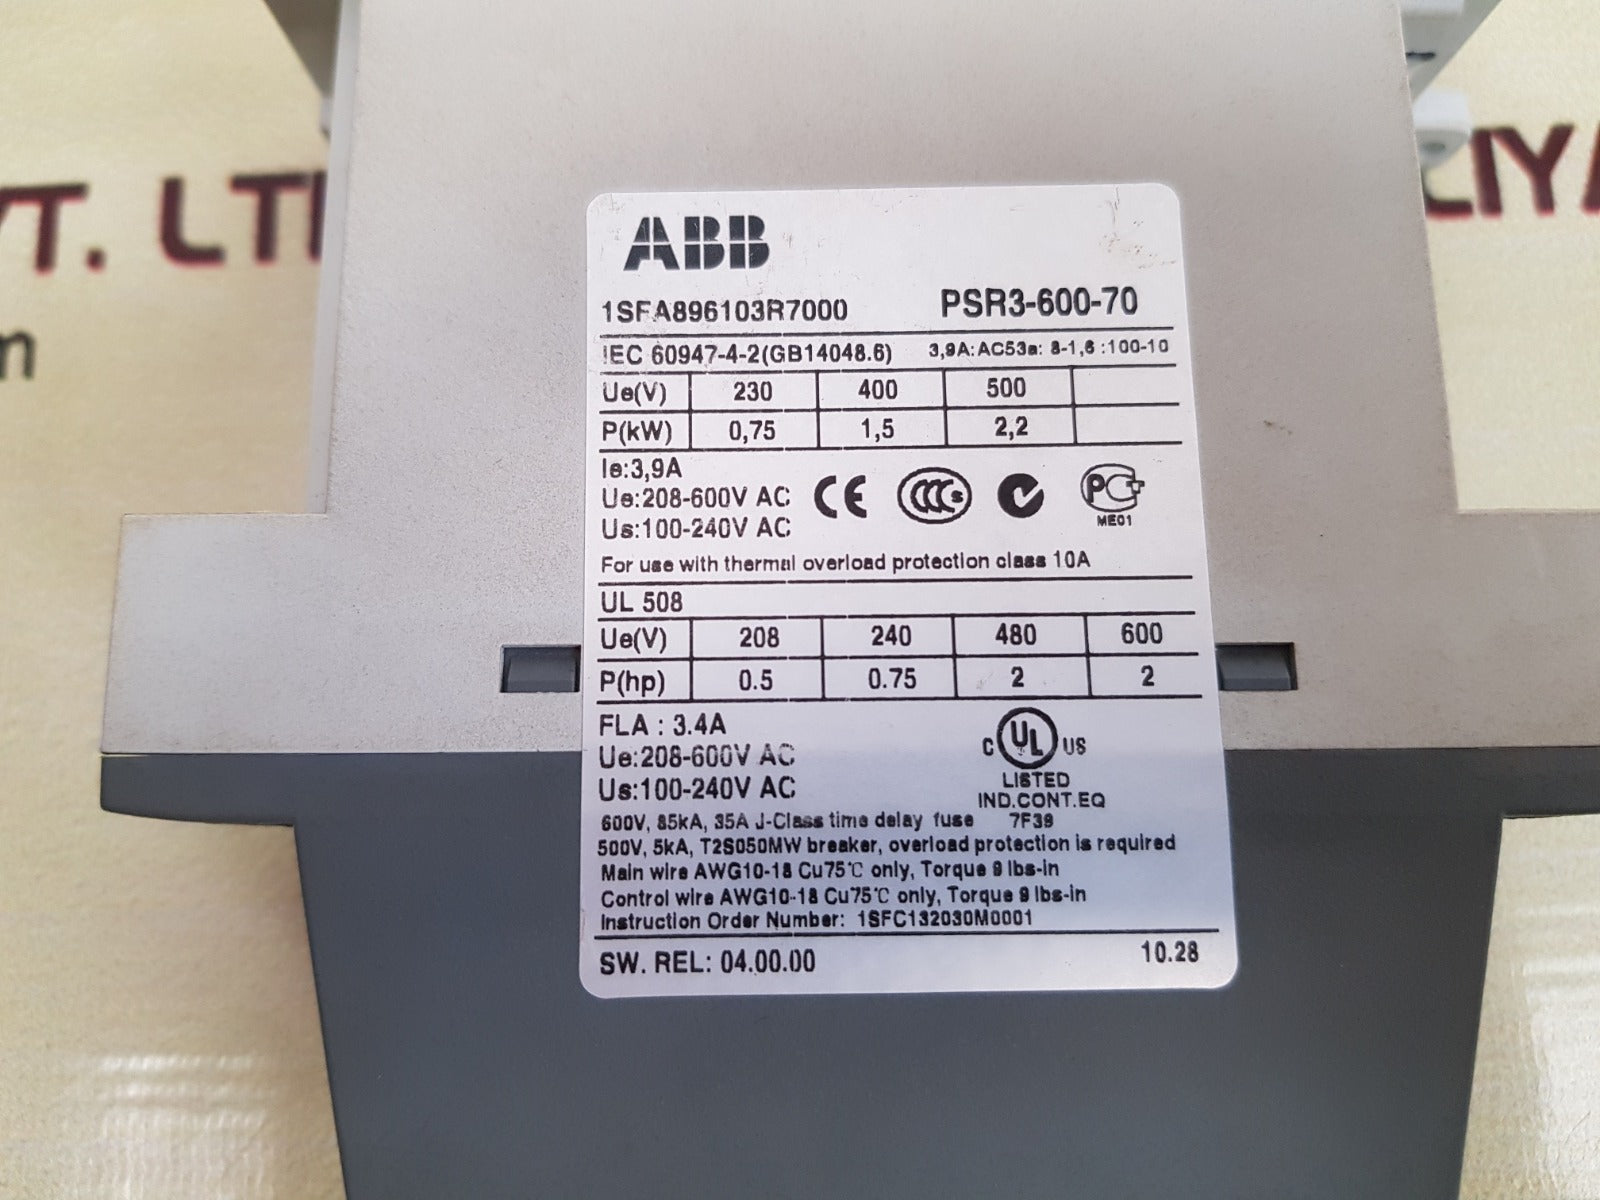 YT. LTD
LIYA
m
ABB
1SFA896103R7000 PSR3-600-70
IEC 60947-4-2(GB14048.6) 3,9A:AC53a: 8-1,6 :100-10
Ue(V) 230 400 500
P(kW) 0,75 1,5 2,2
Ie:3,9A
Ue:208-600V AC CE CCC S PCT
Us:100-240V AC ME01
For use with thermal overload protection class 10A
UL 508
Ue(V) 208 240 480 600
P(hp) 0.5 0.75 2 2
FLA : 3.4A
Ue:208-600V AC C UL US
Us:100-240V AC LISTED
IND.CONT.EQ
600V, 85kA, 35A J-Class time delay fuse 7F39
500V, 5kA, T2S050MW breaker, overload protection is required
Main wire AWG10-18 Cu75℃ only, Torque 9 lbs-in
Control wire AWG10-18 Cu75℃ only, Torque 9 lbs-in
Instruction Order Number: 1SFC132030M0001
SW. REL: 04.00.00 10.28